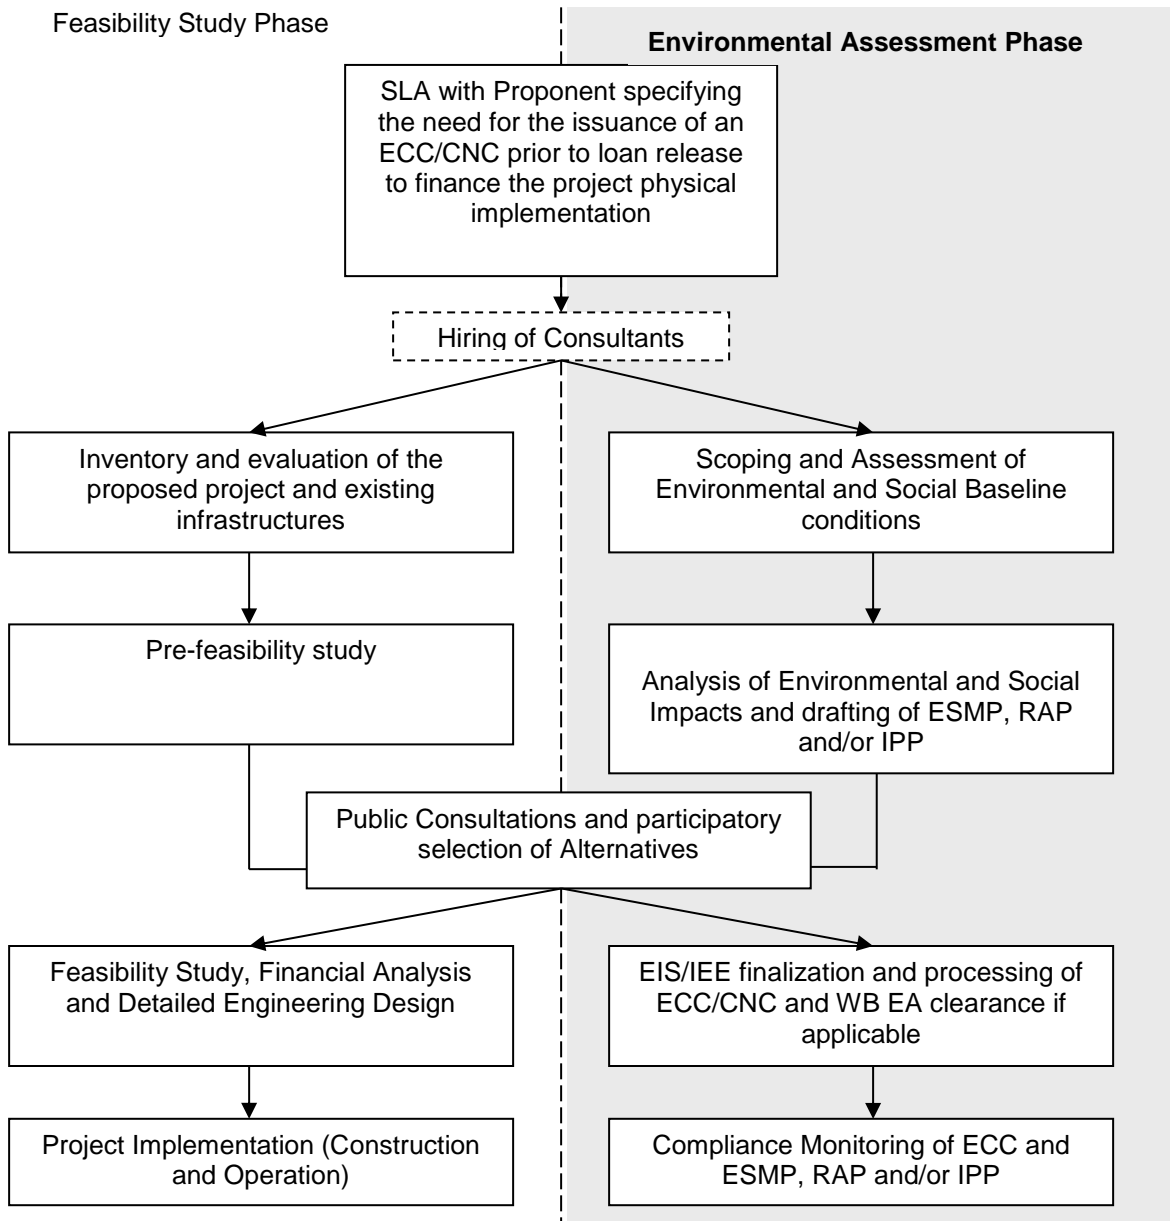 Feasibility Study Phase
Environmental Assessment Phase
SLA with Proponent specifying
the need for the issuance of an
ECC/CNC prior to loan release
to finance the project physical
implementation
Hiring of Consultants
Inventory and evaluation of the
proposed project and existing
infrastructures
Scoping and Assessment of
Environmental and Social Baseline
conditions
Pre-feasibility study
Analysis of Environmental and Social
Impacts and drafting of ESMP, RAP
and/or IPP
Public Consultations and participatory
selection of Alternatives
Feasibility Study, Financial Analysis
and Detailed Engineering Design
EIS/IEE finalization and processing of
ECC/CNC and WB EA clearance if
applicable
Project Implementation (Construction
and Operation)
Compliance Monitoring of ECC and
ESMP, RAP and/or IPP